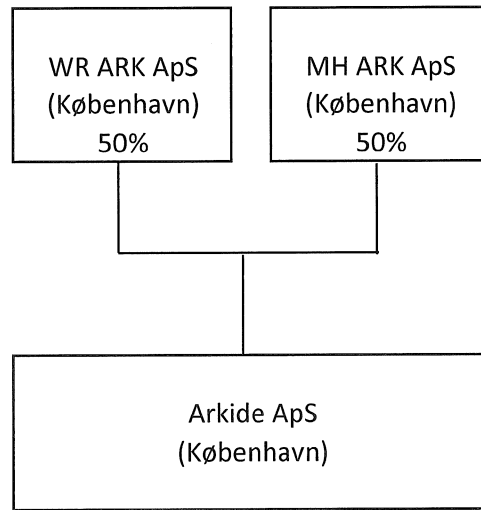 WR ARK ApS
(København)
50%
MH ARK ApS
(København)
50%
Arkide ApS
(København)